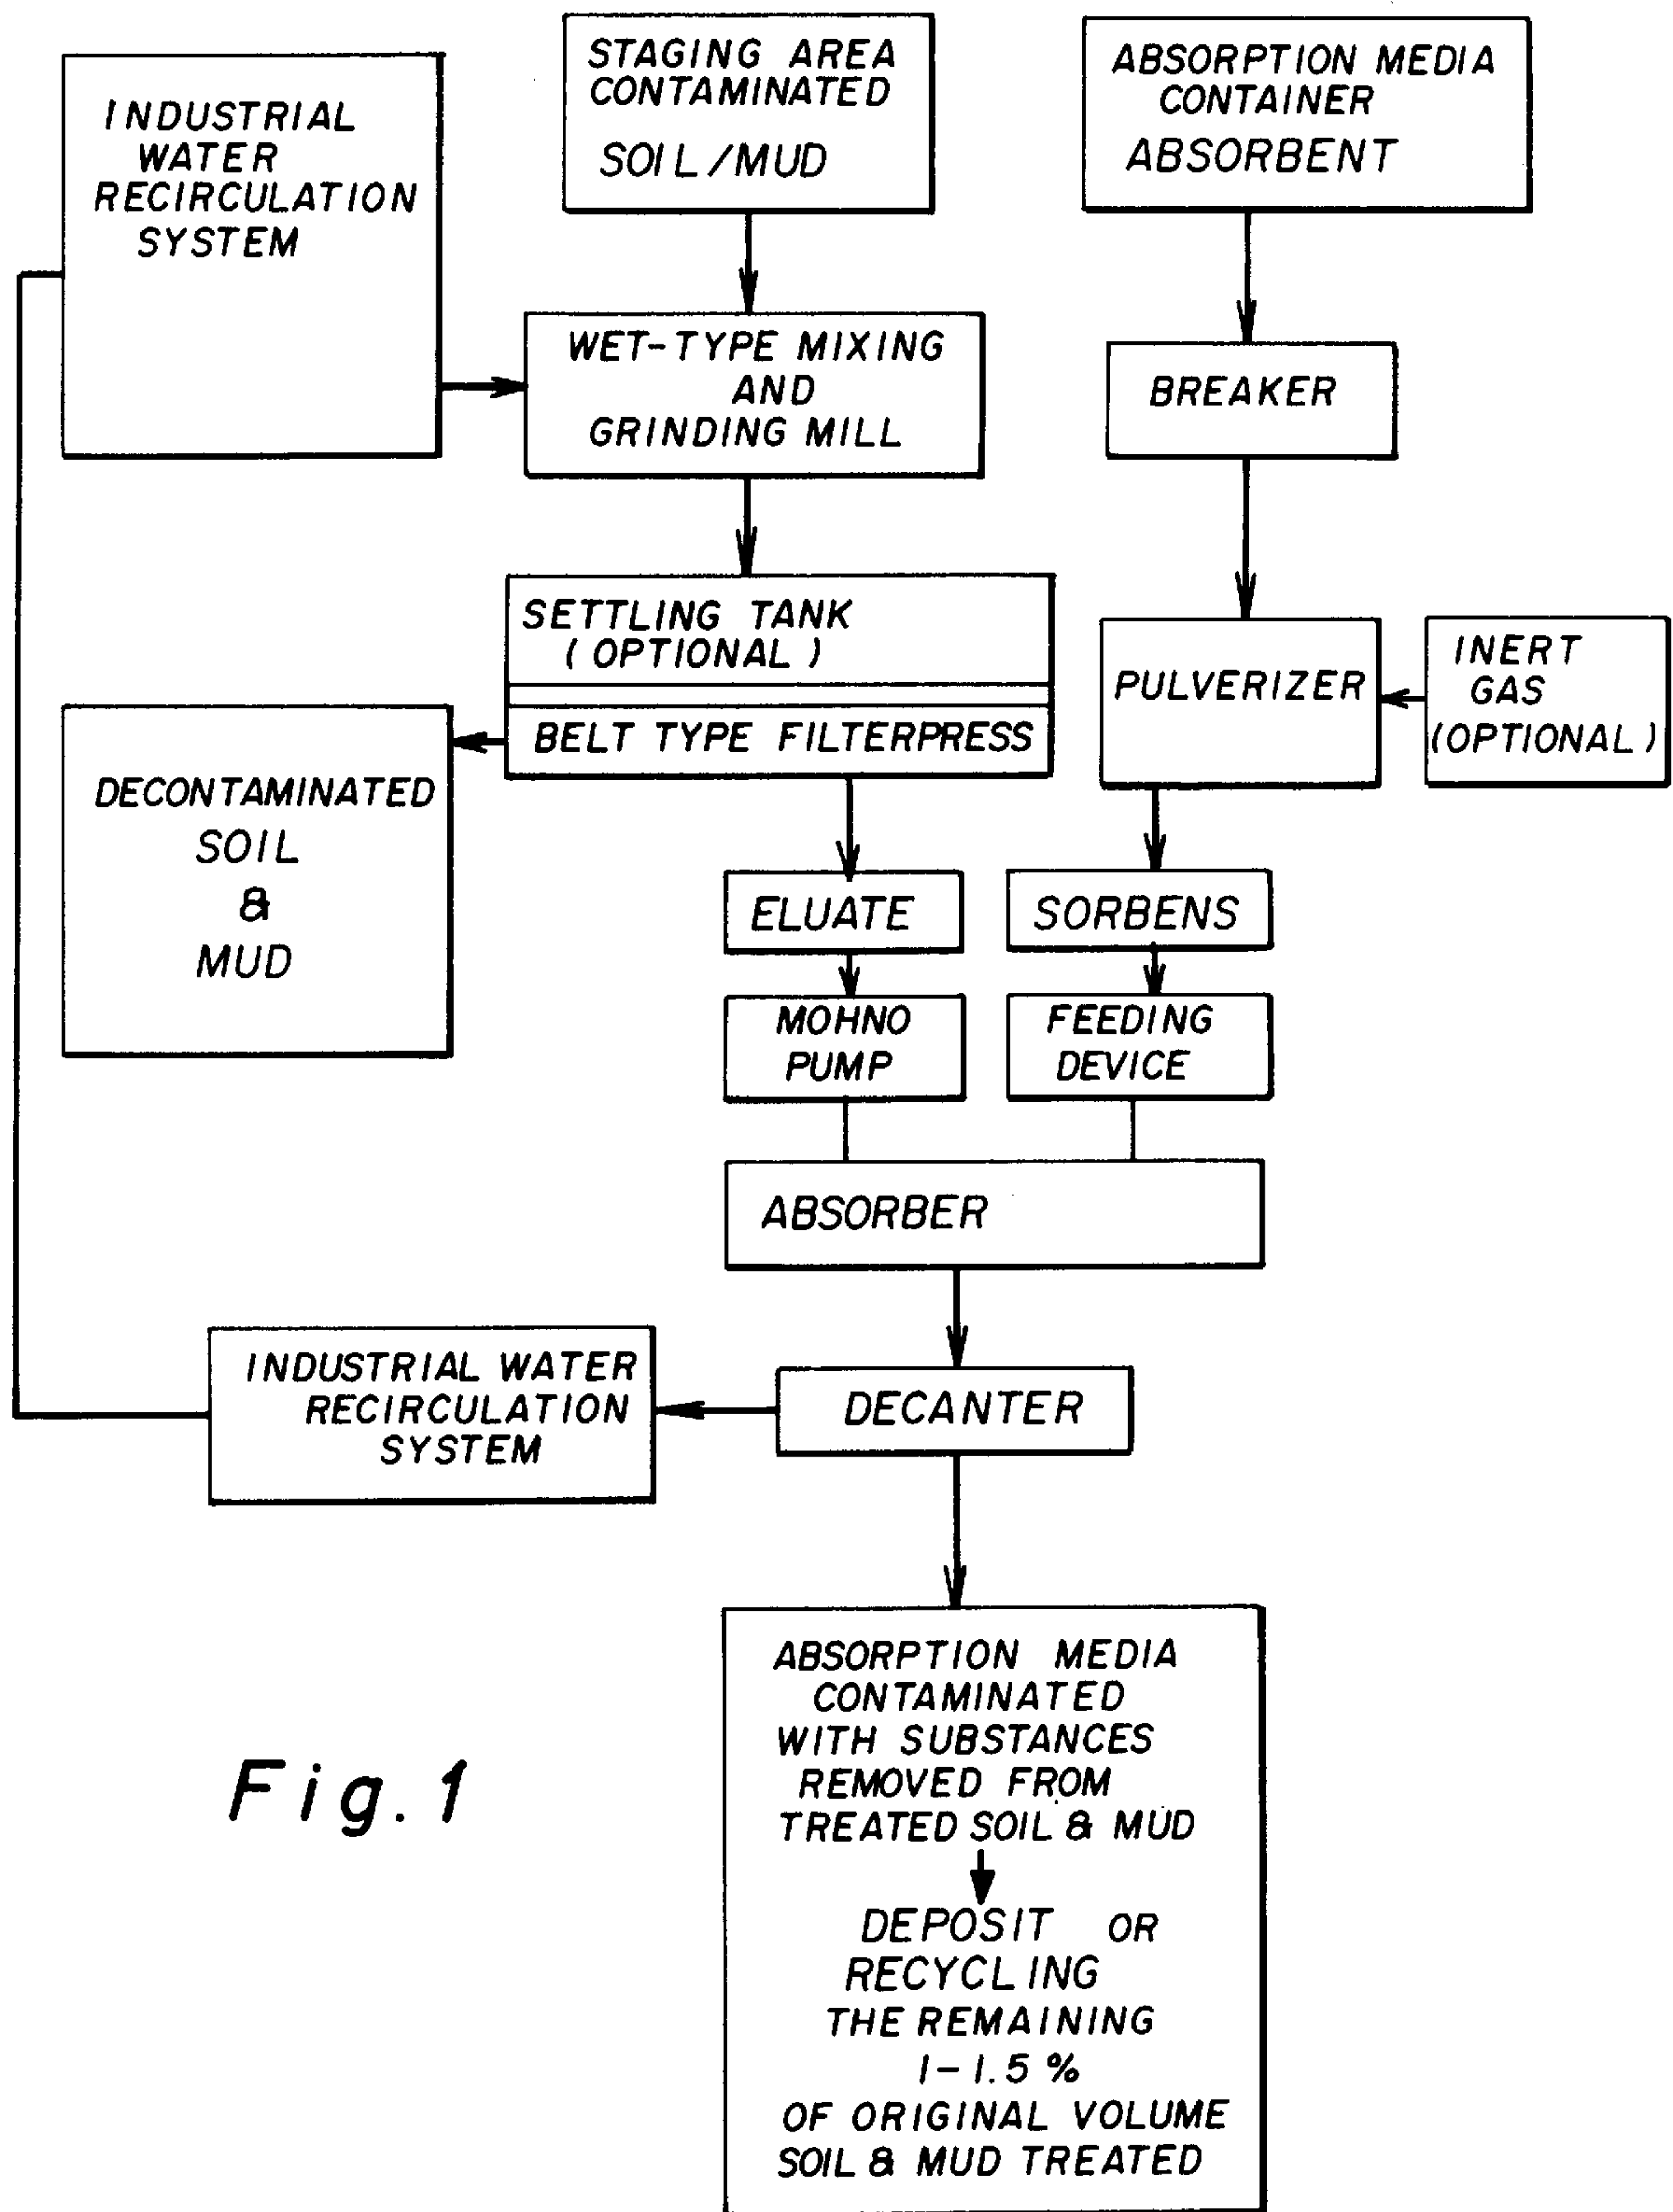 INDUSTRIAL
WATER
RECIRCULATION
SYSTEM
STAGING AREA
CONTAMINATED
SOIL/MUD
ABSORPTION MEDIA
CONTAINER
ABSORBENT
WET-TYPE MIXING
AND
GRINDING MILL
BREAKER
SETTLING TANK
(OPTIONAL)
BELT TYPE FILTERPRESS
PULVERIZER
INERT
GAS
(OPTIONAL)
DECONTAMINATED
SOIL
&
MUD
ELUATE
SORBENS
MOHNO
PUMP
FEEDING
DEVICE
ABSORBER
INDUSTRIAL WATER
RECIRCULATION
SYSTEM
DECANTER
ABSORPTION MEDIA
CONTAMINATED
WITH SUBSTANCES
REMOVED FROM
TREATED SOIL & MUD
DEPOSIT OR
RECYCLING
THE REMAINING
1-1.5 %
OF ORIGINAL VOLUME
SOIL & MUD TREATED
Fig. 1